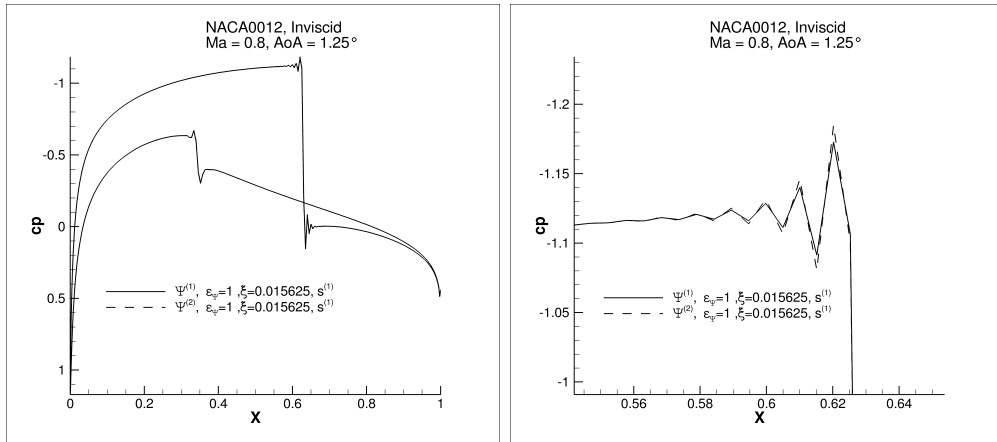 NACA0012, Inviscid
Ma = 0.8, AoA = 1.25°
-1
-0.5
0
0.5
1
cp
Ψ(1), εΨ=1 ,ξ=0.015625, s(1)
Ψ(2), εΨ=1 ,ξ=0.015625, s(1)
0 0.2 0.4 0.6 0.8 1
X
NACA0012, Inviscid
Ma = 0.8, AoA = 1.25°
-1.2
-1.15
-1.1
-1.05
-1
cp
Ψ(1), εΨ=1 ,ξ=0.015625, s(1)
Ψ(2), εΨ=1 ,ξ=0.015625, s(1)
0.56 0.58 0.6 0.62 0.64
X